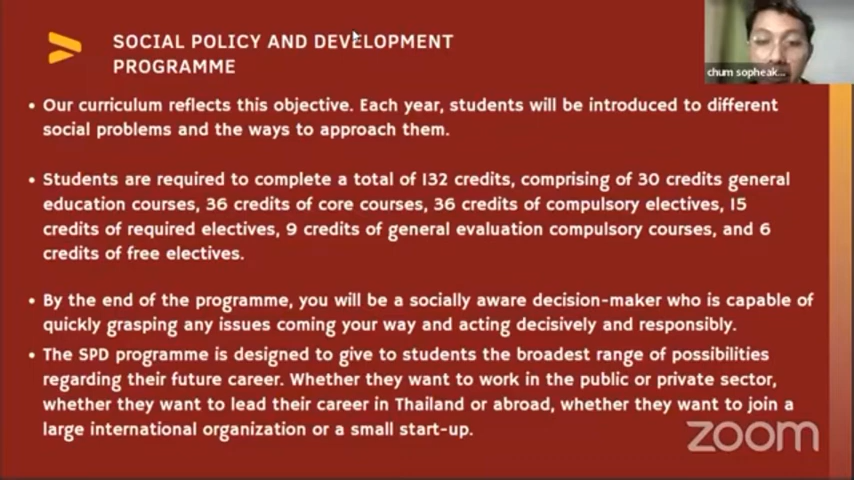 SOCIAL POLICY AND DEVELOPMENT
PROGRAMME
chum sopheak...
• Our curriculum reflects this objective. Each year, students will be introduced to different
social problems and the ways to approach them.
• Students are required to complete a total of 132 credits, comprising of 30 credits general
education courses, 36 credits of core courses, 36 credits of compulsory electives, 15
credits of required electives, 9 credits of general evaluation compulsory courses, and 6
credits of free electives.
• By the end of the programme, you will be a socially aware decision-maker who is capable of
quickly grasping any issues coming your way and acting decisively and responsibly.
• The SPD programme is designed to give to students the broadest range of possibilities
regarding their future career. Whether they want to work in the public or private sector,
whether they want to lead their career in Thailand or abroad, whether they want to join a
large international organization or a small start-up.
zoom